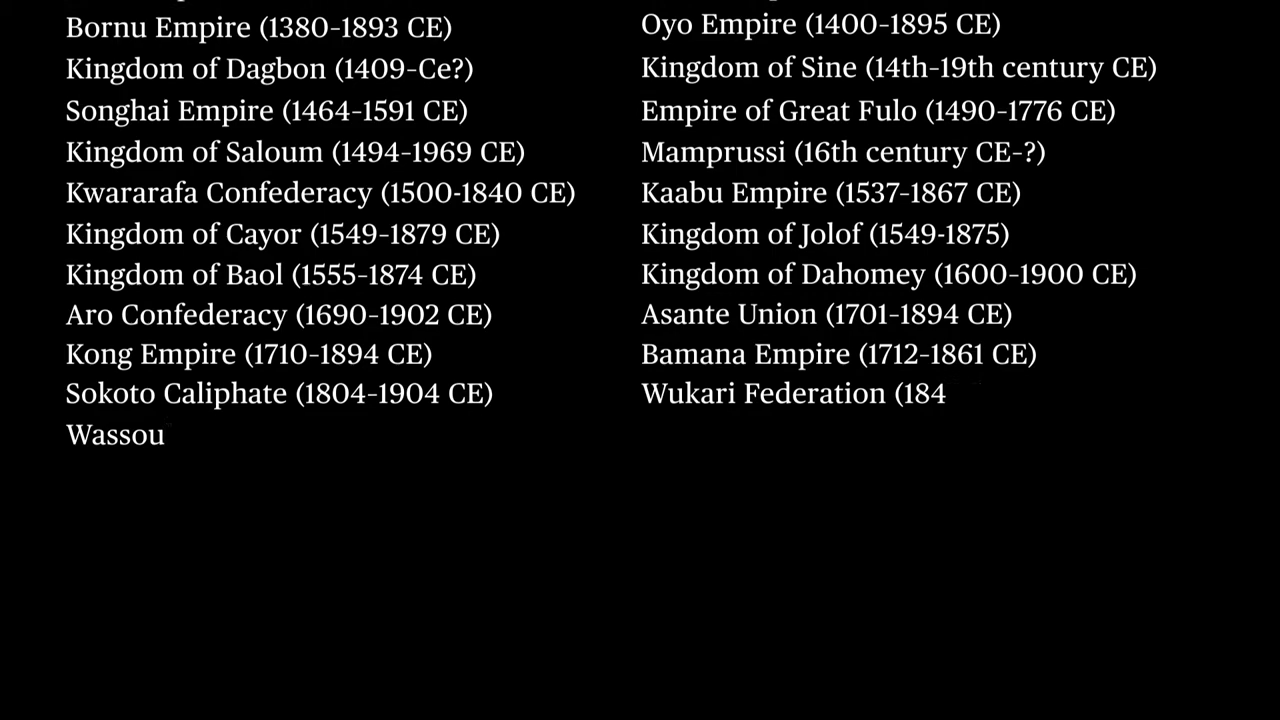 Bornu Empire (1380–1893 CE)
Kingdom of Dagbon (1409–Ce?)
Songhai Empire (1464–1591 CE)
Kingdom of Saloum (1494–1969 CE)
Kwararafa Confederacy (1500-1840 CE)
Kingdom of Cayor (1549–1879 CE)
Kingdom of Baol (1555–1874 CE)
Aro Confederacy (1690–1902 CE)
Kong Empire (1710–1894 CE)
Sokoto Caliphate (1804–1904 CE)
Wassou
Oyo Empire (1400–1895 CE)
Kingdom of Sine (14th–19th century CE)
Empire of Great Fulo (1490–1776 CE)
Mamprussi (16th century CE–?)
Kaabu Empire (1537–1867 CE)
Kingdom of Jolof (1549-1875)
Kingdom of Dahomey (1600–1900 CE)
Asante Union (1701–1894 CE)
Bamana Empire (1712–1861 CE)
Wukari Federation (184